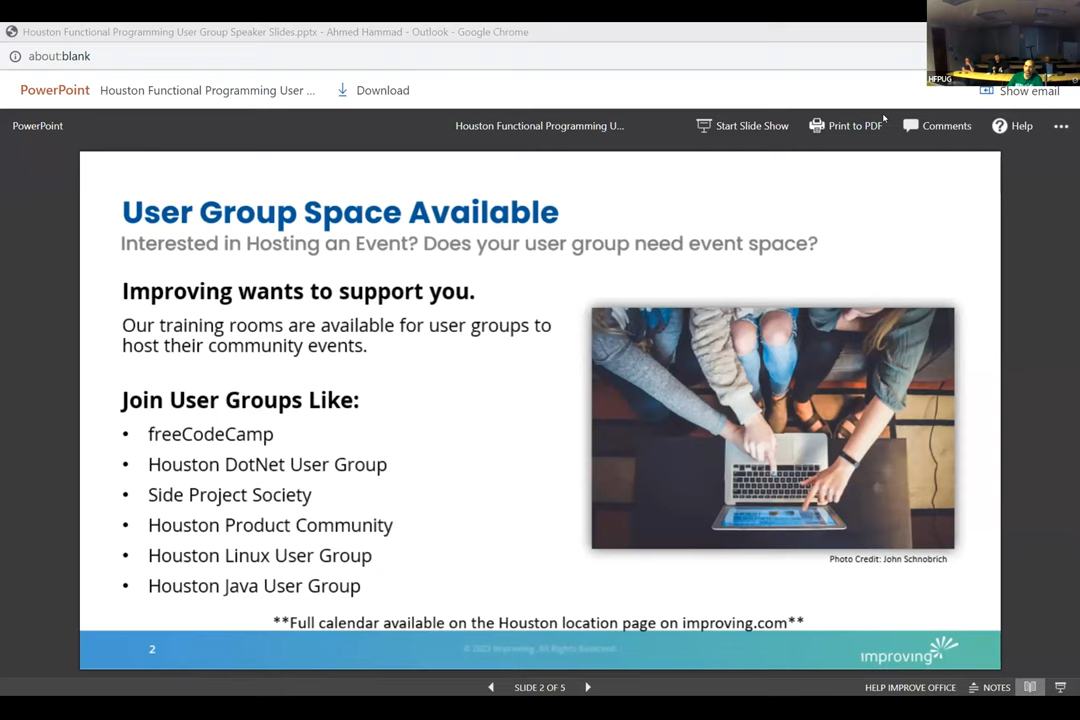 Houston Functional Programming User Group Speaker Slides.pptx - Ahmed Hammad - Outlook - Google Chrome
about:blank
HFPUG
PowerPoint Houston Functional Programming User ... Download Show email
PowerPoint Houston Functional Programming U... Start Slide Show Print to PDF Comments Help
User Group Space Available
Interested in Hosting an Event? Does your user group need event space?
Improving wants to support you.
Our training rooms are available for user groups to
host their community events.
Join User Groups Like:
• freeCodeCamp
• Houston DotNet User Group
• Side Project Society
• Houston Product Community
• Houston Linux User Group
• Houston Java User Group
Photo Credit: John Schnobrich
**Full calendar available on the Houston location page on improving.com**
2 © 2023 Improving. All Rights Reserved. improving
SLIDE 2 OF 5 HELP IMPROVE OFFICE NOTES